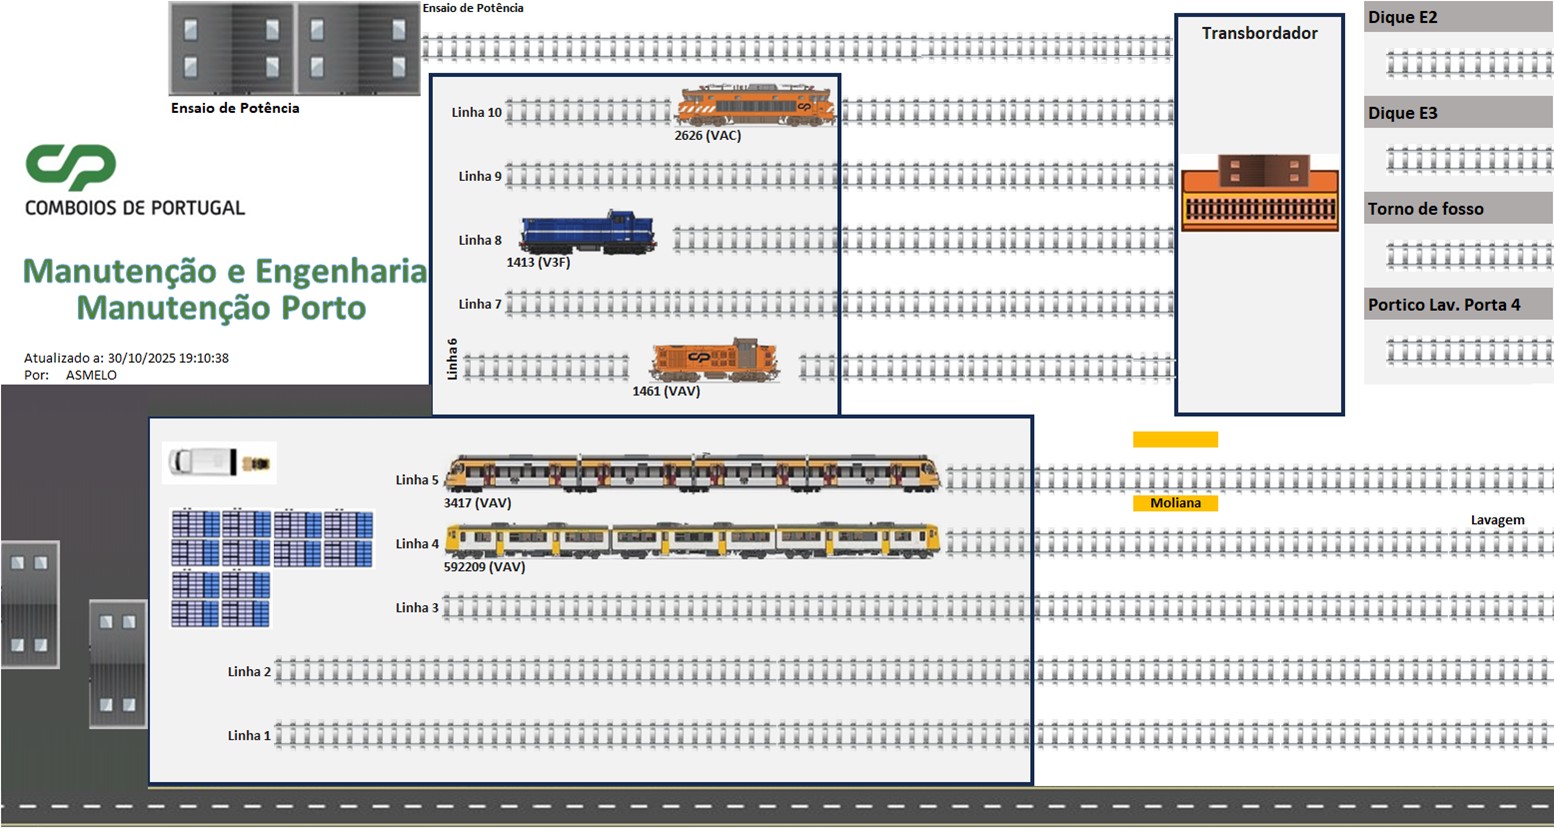 Ensaio de Potência
Ensaio de Potência
CP
COMBOIOS DE PORTUGAL
Manutenção e Engenharia
Manutenção Porto
Atualizado a: 30/10/2025 19:10:38
Por: ASMELO
Linha 10
2626 (VAC)
Linha 9
Linha 8
1413 (V3F)
Linha 7
Linha 6
1461 (VAV)
Transbordador
Dique E2
Dique E3
Torno de fosso
Portico Lav. Porta 4
Linha 5
3417 (VAV)
Moliana
Lavagem
Linha 4
592209 (VAV)
Linha 3
Linha 2
Linha 1